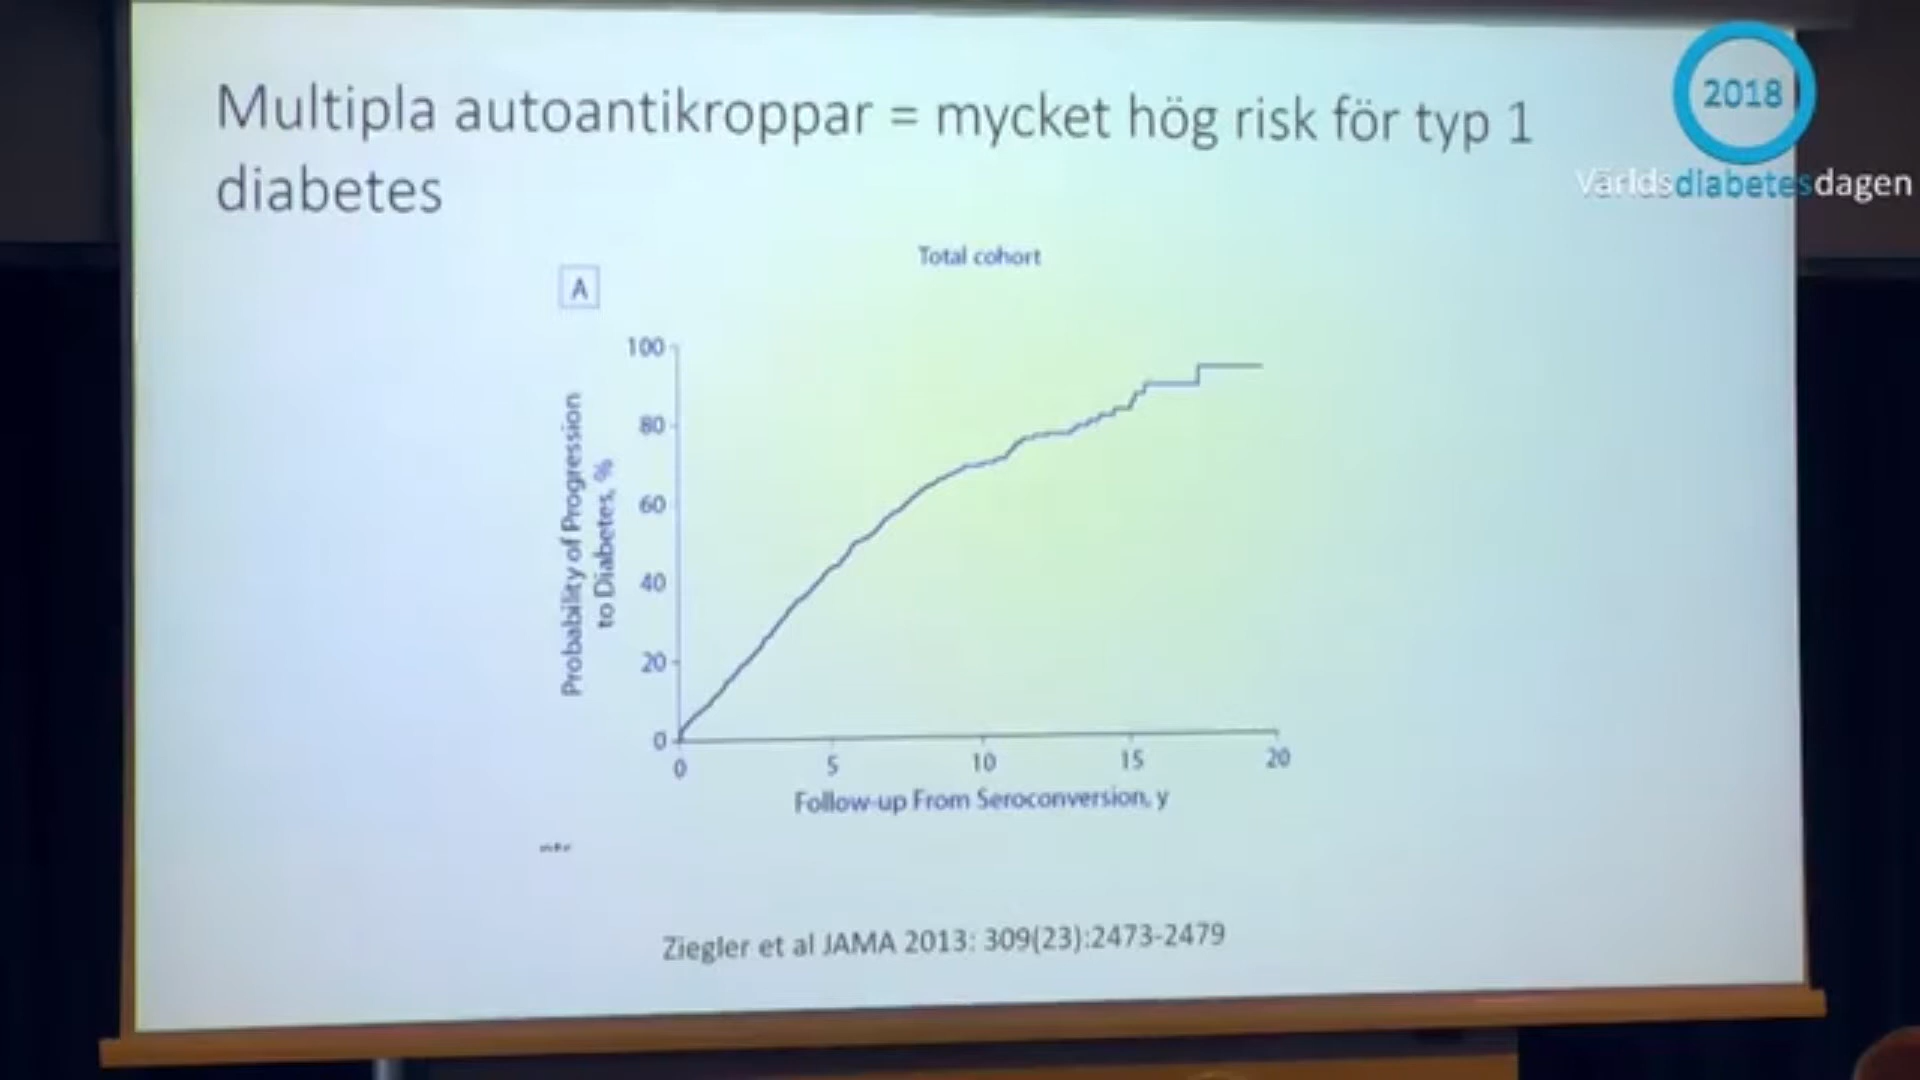 Multipla autoantikroppar = mycket hög risk för typ 1
diabetes
2018
Världsdiabetesdagen
Total cohort
A
Probability of Progression
to Diabetes, %
100
80
60
40
20
0
0 5 10 15 20
Follow-up From Seroconversion, y
Ziegler et al JAMA 2013: 309(23):2473-2479